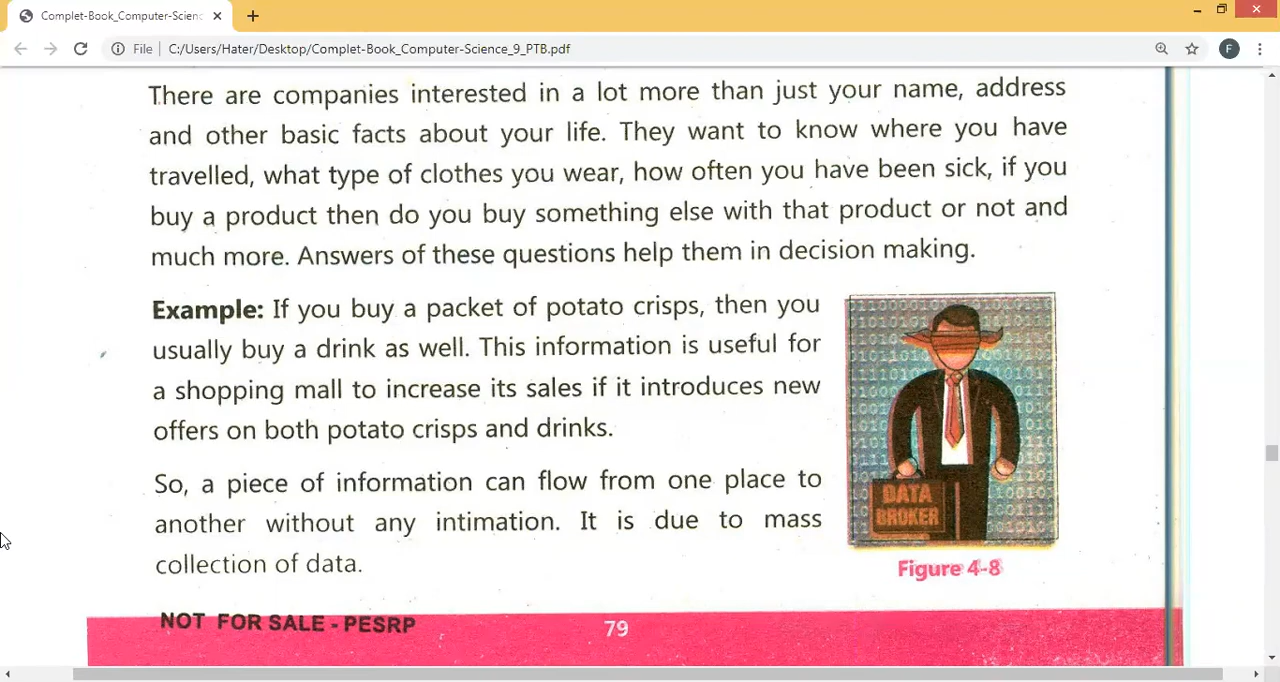 Complet-Book_Computer-Scienc
File
C:/Users/Hater/Desktop/Complet-Book_Computer-Science_9_PTB.pdf
F
There are companies interested in a lot more than just your name, address
and other basic facts about your life. They want to know where you have
travelled, what type of clothes you wear, how often you have been sick, if you
buy a product then do you buy something else with that product or not and
much more. Answers of these questions help them in decision making.
Example: If you buy a packet of potato crisps, then you
usually buy a drink as well. This information is useful for
a shopping mall to increase its sales if it introduces new
offers on both potato crisps and drinks.
So, a piece of information can flow from one place to
another without any intimation. It is due to mass
collection of data.
DATA
BROKER
Figure 4-8
NOT FOR SALE - PESRP
79